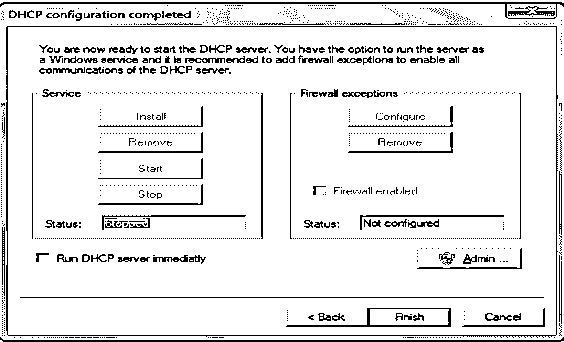 DHCP configuration completed
You are now ready to start the DHCP server. You have the option to run the server as
a Windows service and it is recommended to add firewall exceptions to enable all
communications of the DHCP server.
Service
Install
Remove
Start
Stop
Status: Stopped
Firewall exceptions
Configure
Remove
Firewall enabled
Status: Not configured
Run DHCP server immediatly
Admin ...
< Back
Finish
Cancel